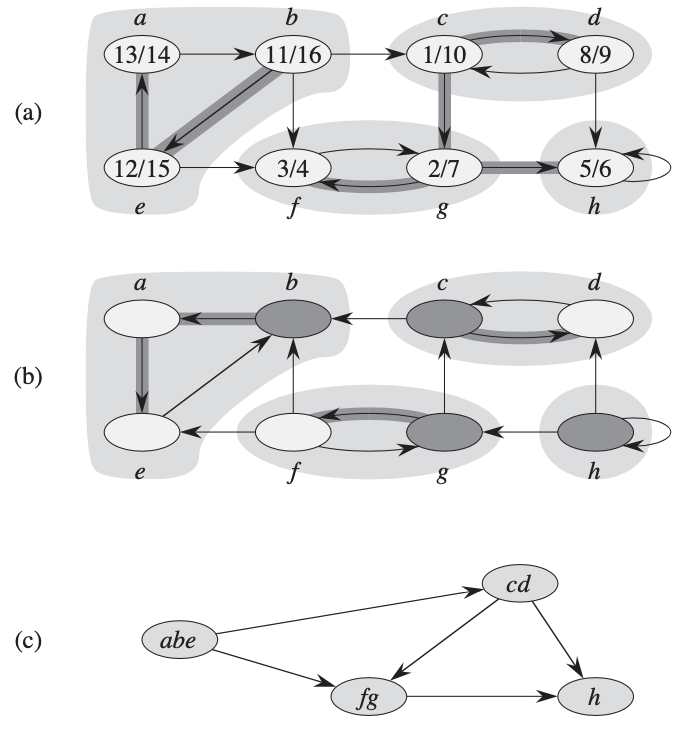 a b c d
13/14 11/16 1/10 8/9
(a)
12/15 3/4 2/7 5/6
e f g h
a b c d
(b)
e f g h
cd
(c) abe
fg h